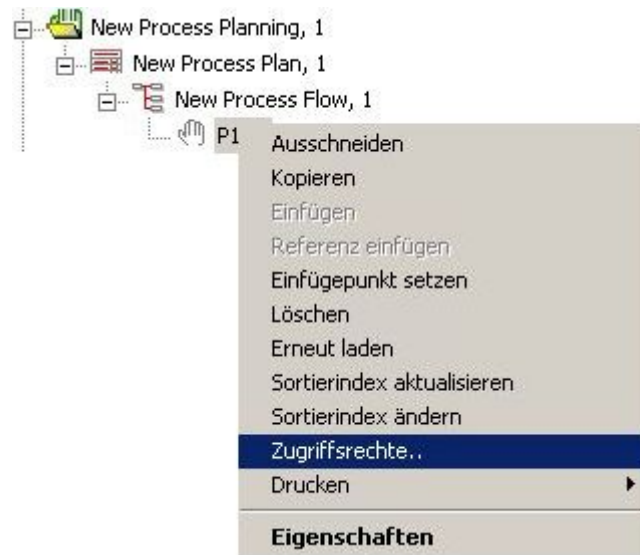 New Process Planning, 1
New Process Plan, 1
New Process Flow, 1
P1
Ausschneiden
Kopieren
Einfügen
Referenz einfügen
Einfügepunkt setzen
Löschen
Erneut laden
Sortierindex aktualisieren
Sortierindex ändern
Zugriffsrechte..
Drucken
Eigenschaften